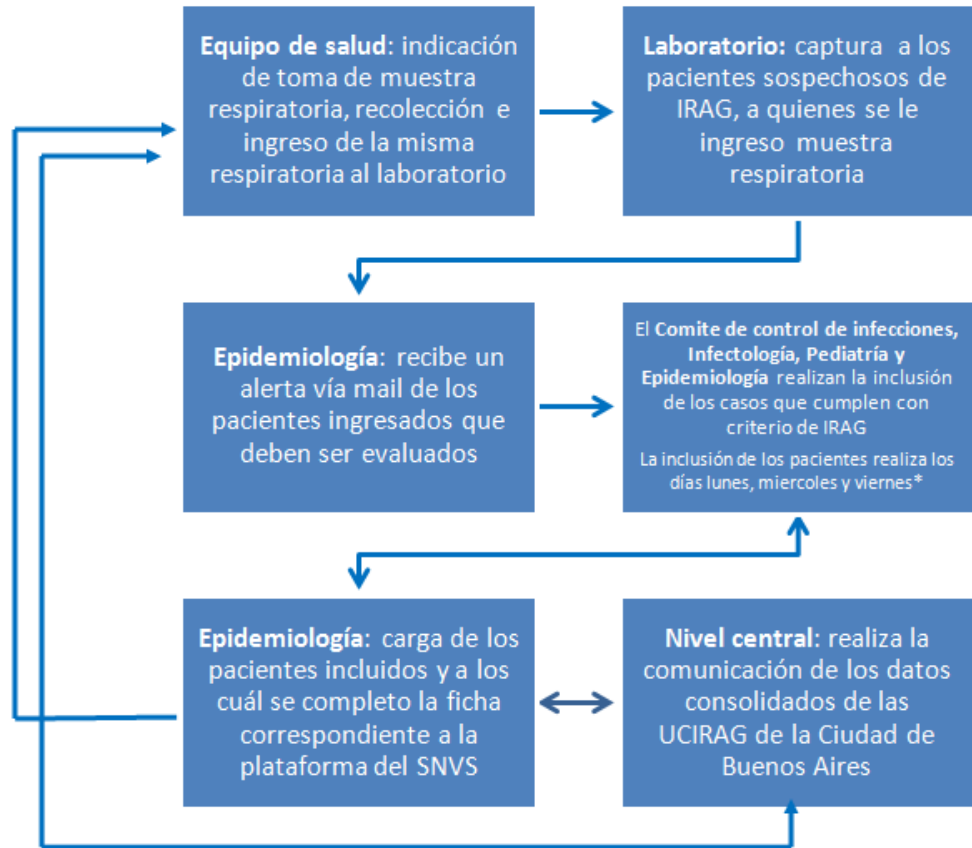 Equipo de salud: indicación
de toma de muestra
respiratoria, recolección e
ingreso de la misma
respiratoria al laboratorio
Laboratorio: captura a los
pacientes sospechosos de
IRAG, a quienes se le
ingreso muestra
respiratoria
Epidemiología: recibe un
alerta vía mail de los
pacientes ingresados que
deben ser evaluados
El Comite de control de infecciones,
Infectología, Pediatría y
Epidemiología realizan la inclusión
de los casos que cumplen con
criterio de IRAG
La inclusión de los pacientes realiza los
días lunes, miercoles y viernes*
Epidemiología: carga de los
pacientes incluidos y a los
cuál se completo la ficha
correspondiente a la
plataforma del SNVS
Nivel central: realiza la
comunicación de los datos
consolidados de las
UCIRAG de la Ciudad de
Buenos Aires